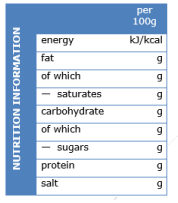 NUTRITION INFORMATION
per
100g
energy kJ/kcal
fat g
of which
— saturates g
carbohydrate g
of which
— sugars g
protein g
salt g